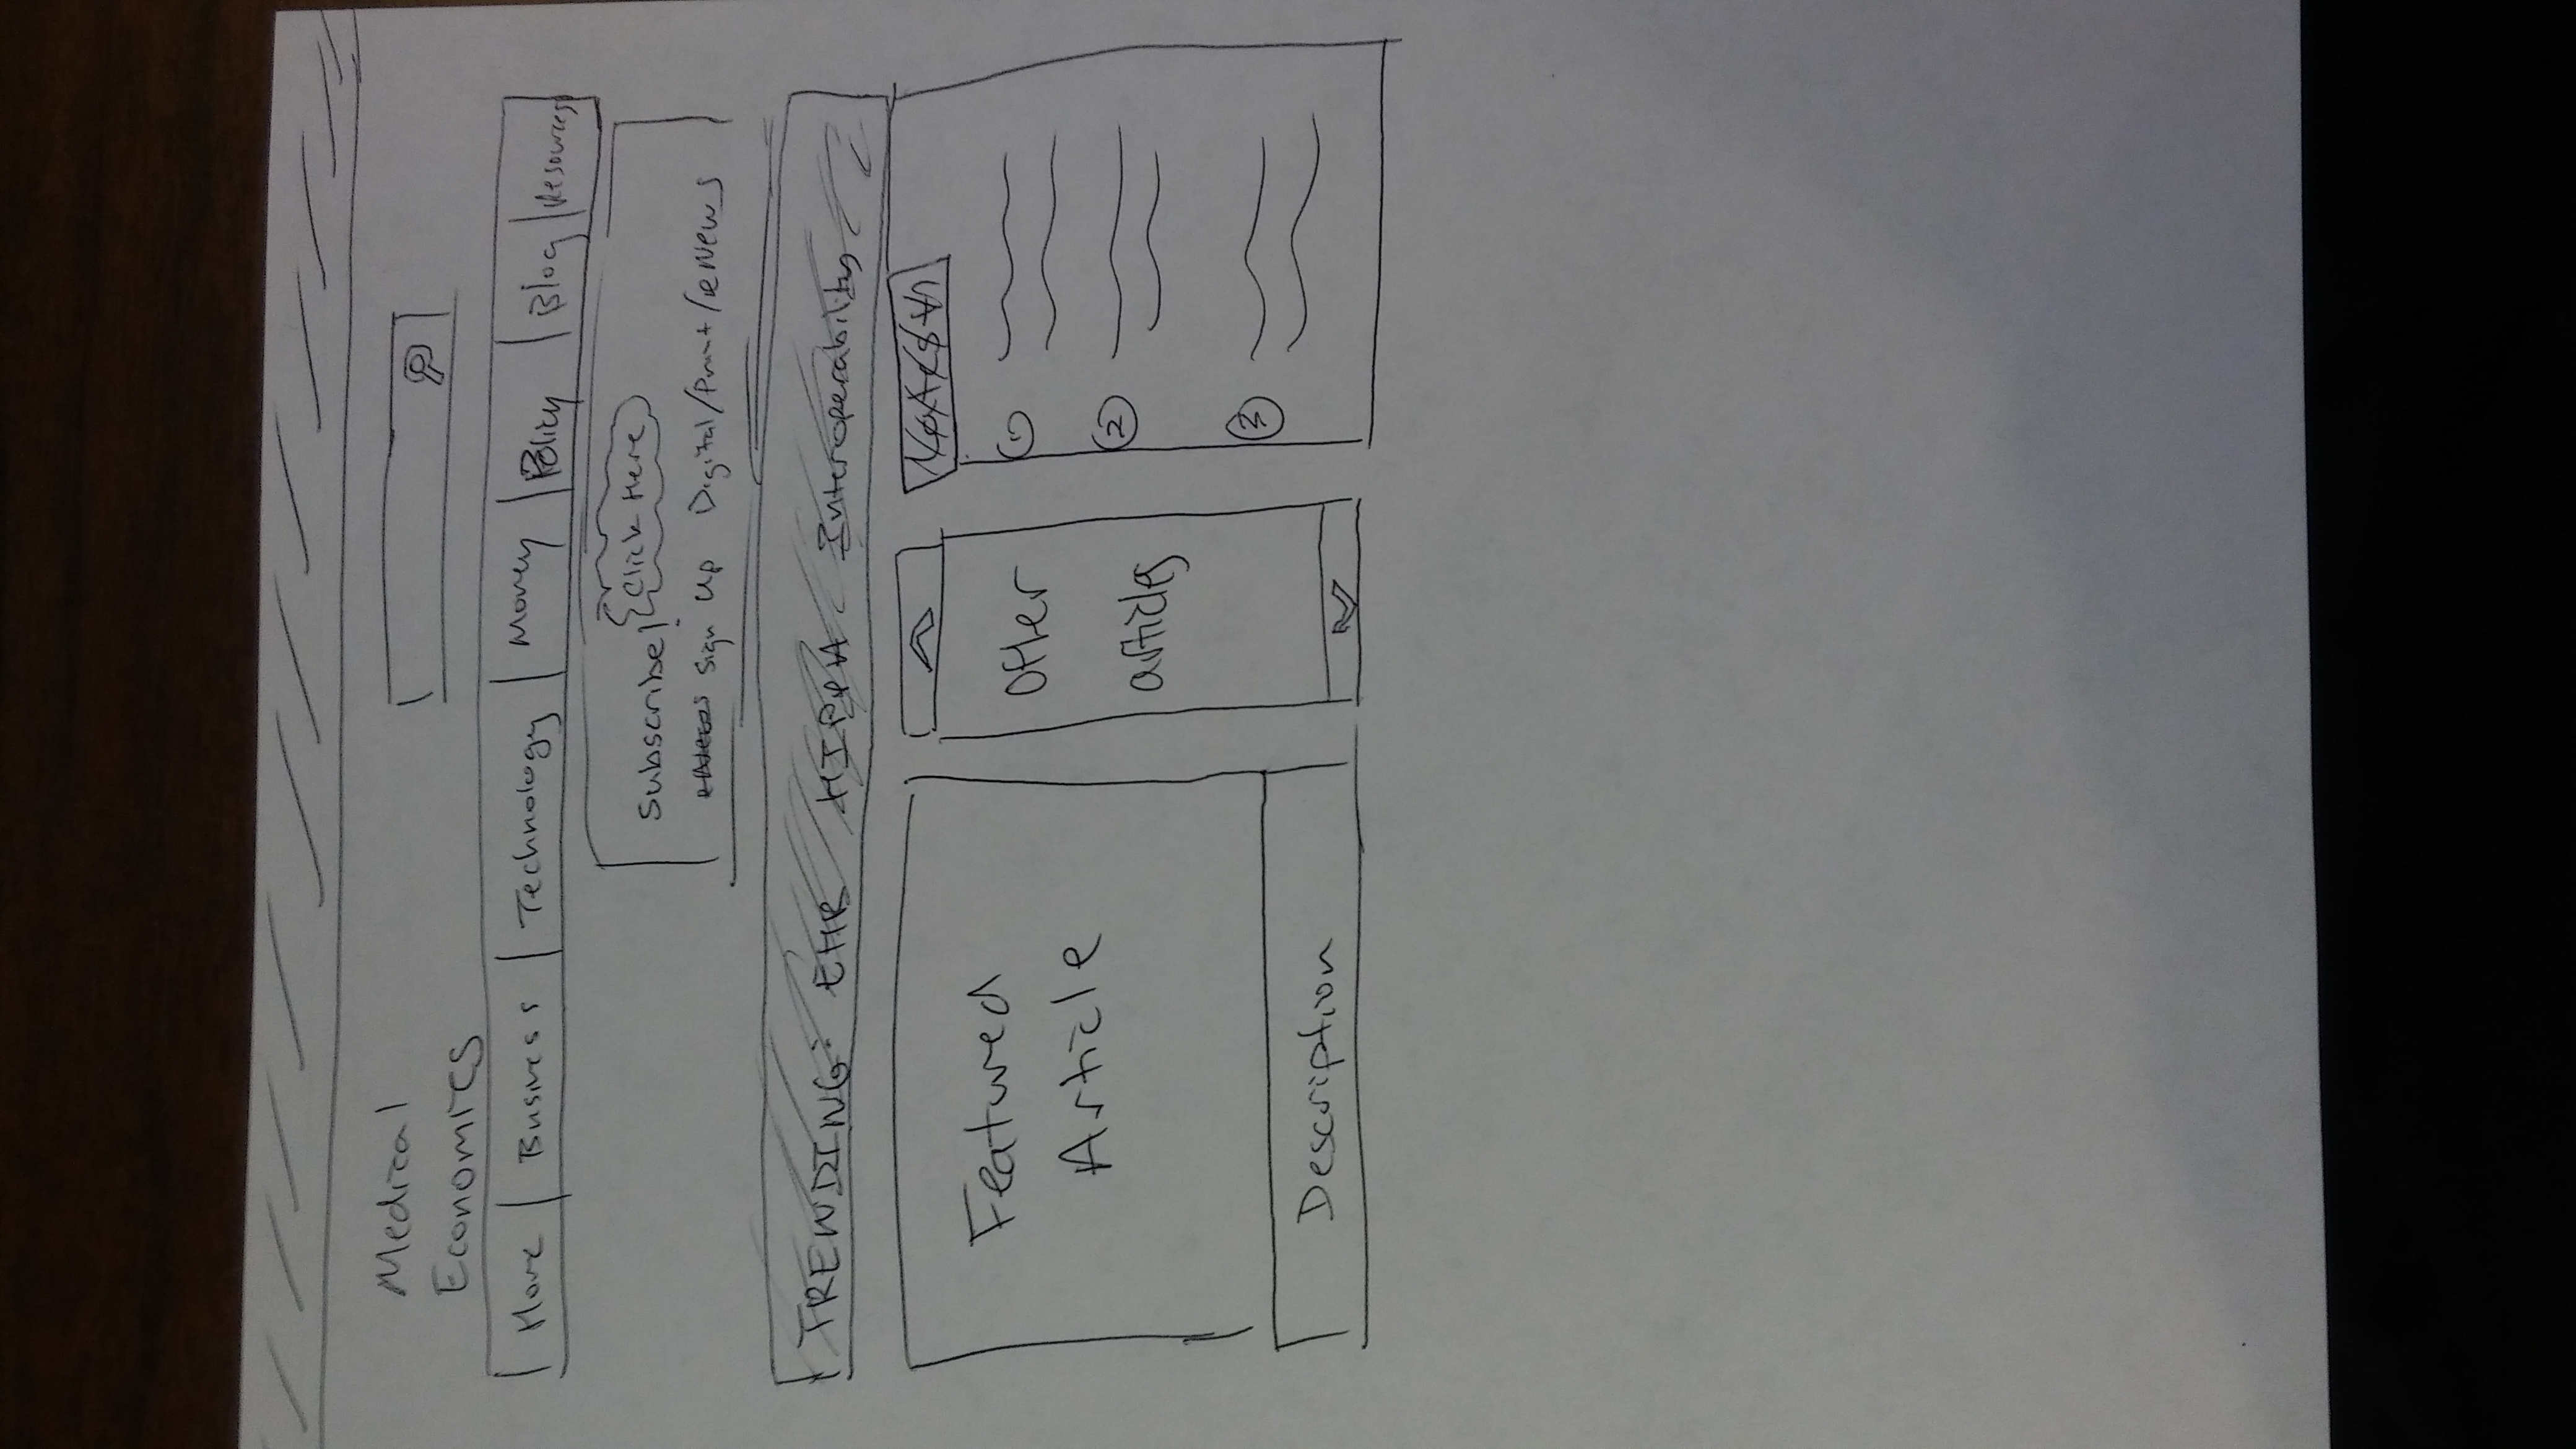 Medical
Economics
Home Business Technology Money Policy Blog Resources
Subscribe! Click Here
Sign Up Digital/Print/eNews
TRENDING: EHR HIPPA Interoperability
Featured
Article
Other
articles
1
2
3
Description